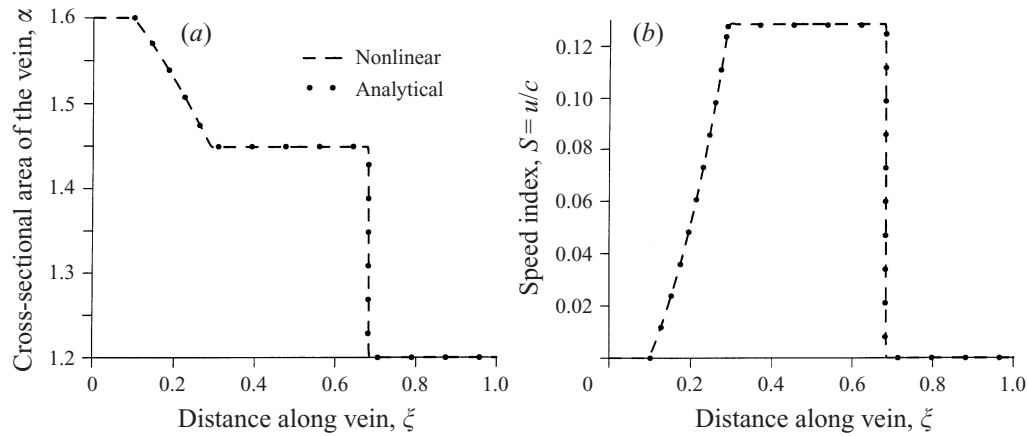 (a)
Cross-sectional area of the vein, α
1.6
1.5
1.4
1.3
1.2
Nonlinear
Analytical
0 0.2 0.4 0.6 0.8 1.0
Distance along vein, ξ
(b)
Speed index, S = u/c
0.12
0.10
0.08
0.06
0.04
0.02
0 0.2 0.4 0.6 0.8 1.0
Distance along vein, ξ